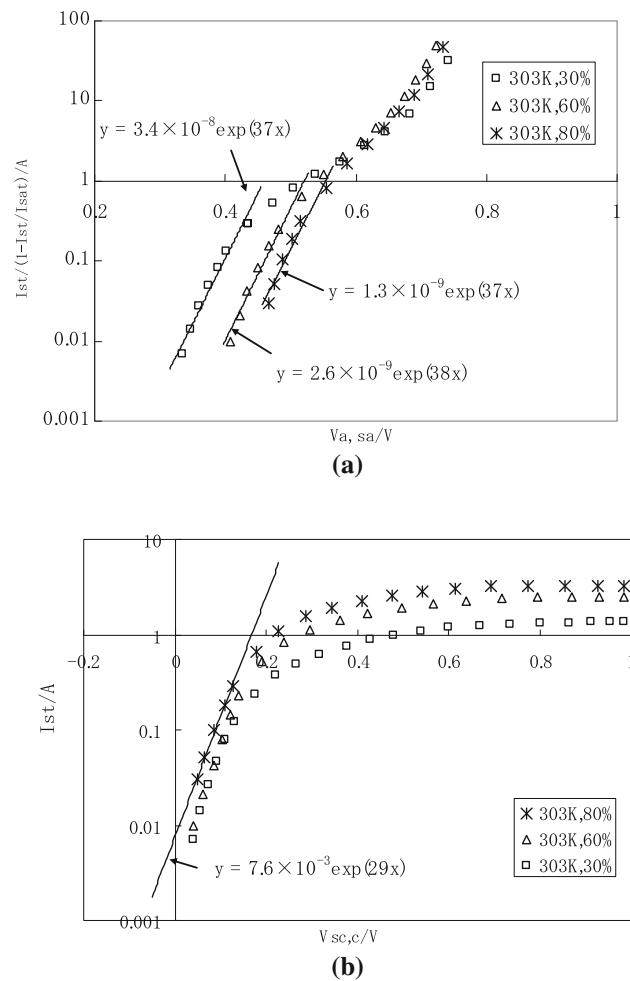 100
10
1
0.1
0.01
0.001
0.2
0.4
0.6
0.8
1
Ist/(1-Ist/Isat)/A
Va, sa/V
303K, 30%
303K, 60%
303K, 80%
y = 3.4×10⁻⁸exp(37x)
y = 1.3×10⁻⁹exp(37x)
y = 2.6×10⁻⁹exp(38x)
(a)
10
1
0.1
0.01
0.001
-0.2
0
0.2
0.4
0.6
0.8
1
Ist/A
Vsc,c/V
303K, 80%
303K, 60%
303K, 30%
y = 7.6×10⁻³exp(29x)
(b)